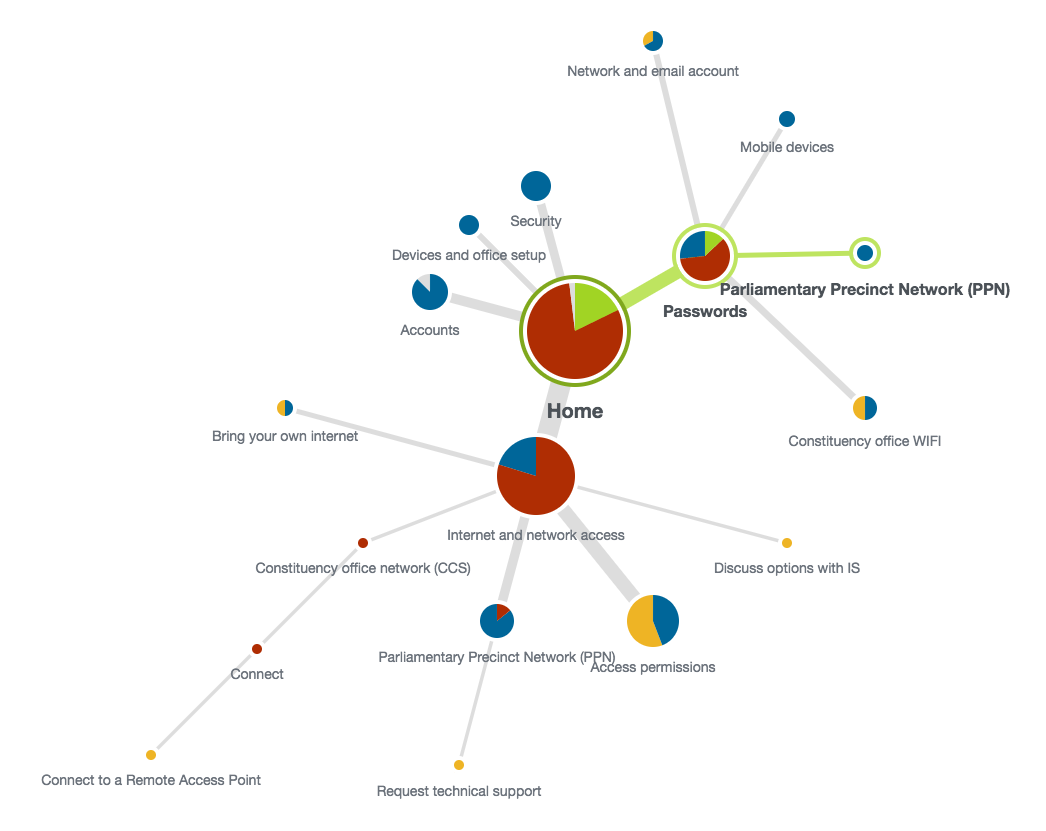 Network and email account
Mobile devices
Security
Devices and office setup
Parliamentary Precinct Network (PPN)
Passwords
Accounts
Home
Bring your own internet
Constituency office WIFI
Internet and network access
Constituency office network (CCS)
Discuss options with IS
Parliamentary Precinct Network (PPN)
Access permissions
Connect
Connect to a Remote Access Point
Request technical support